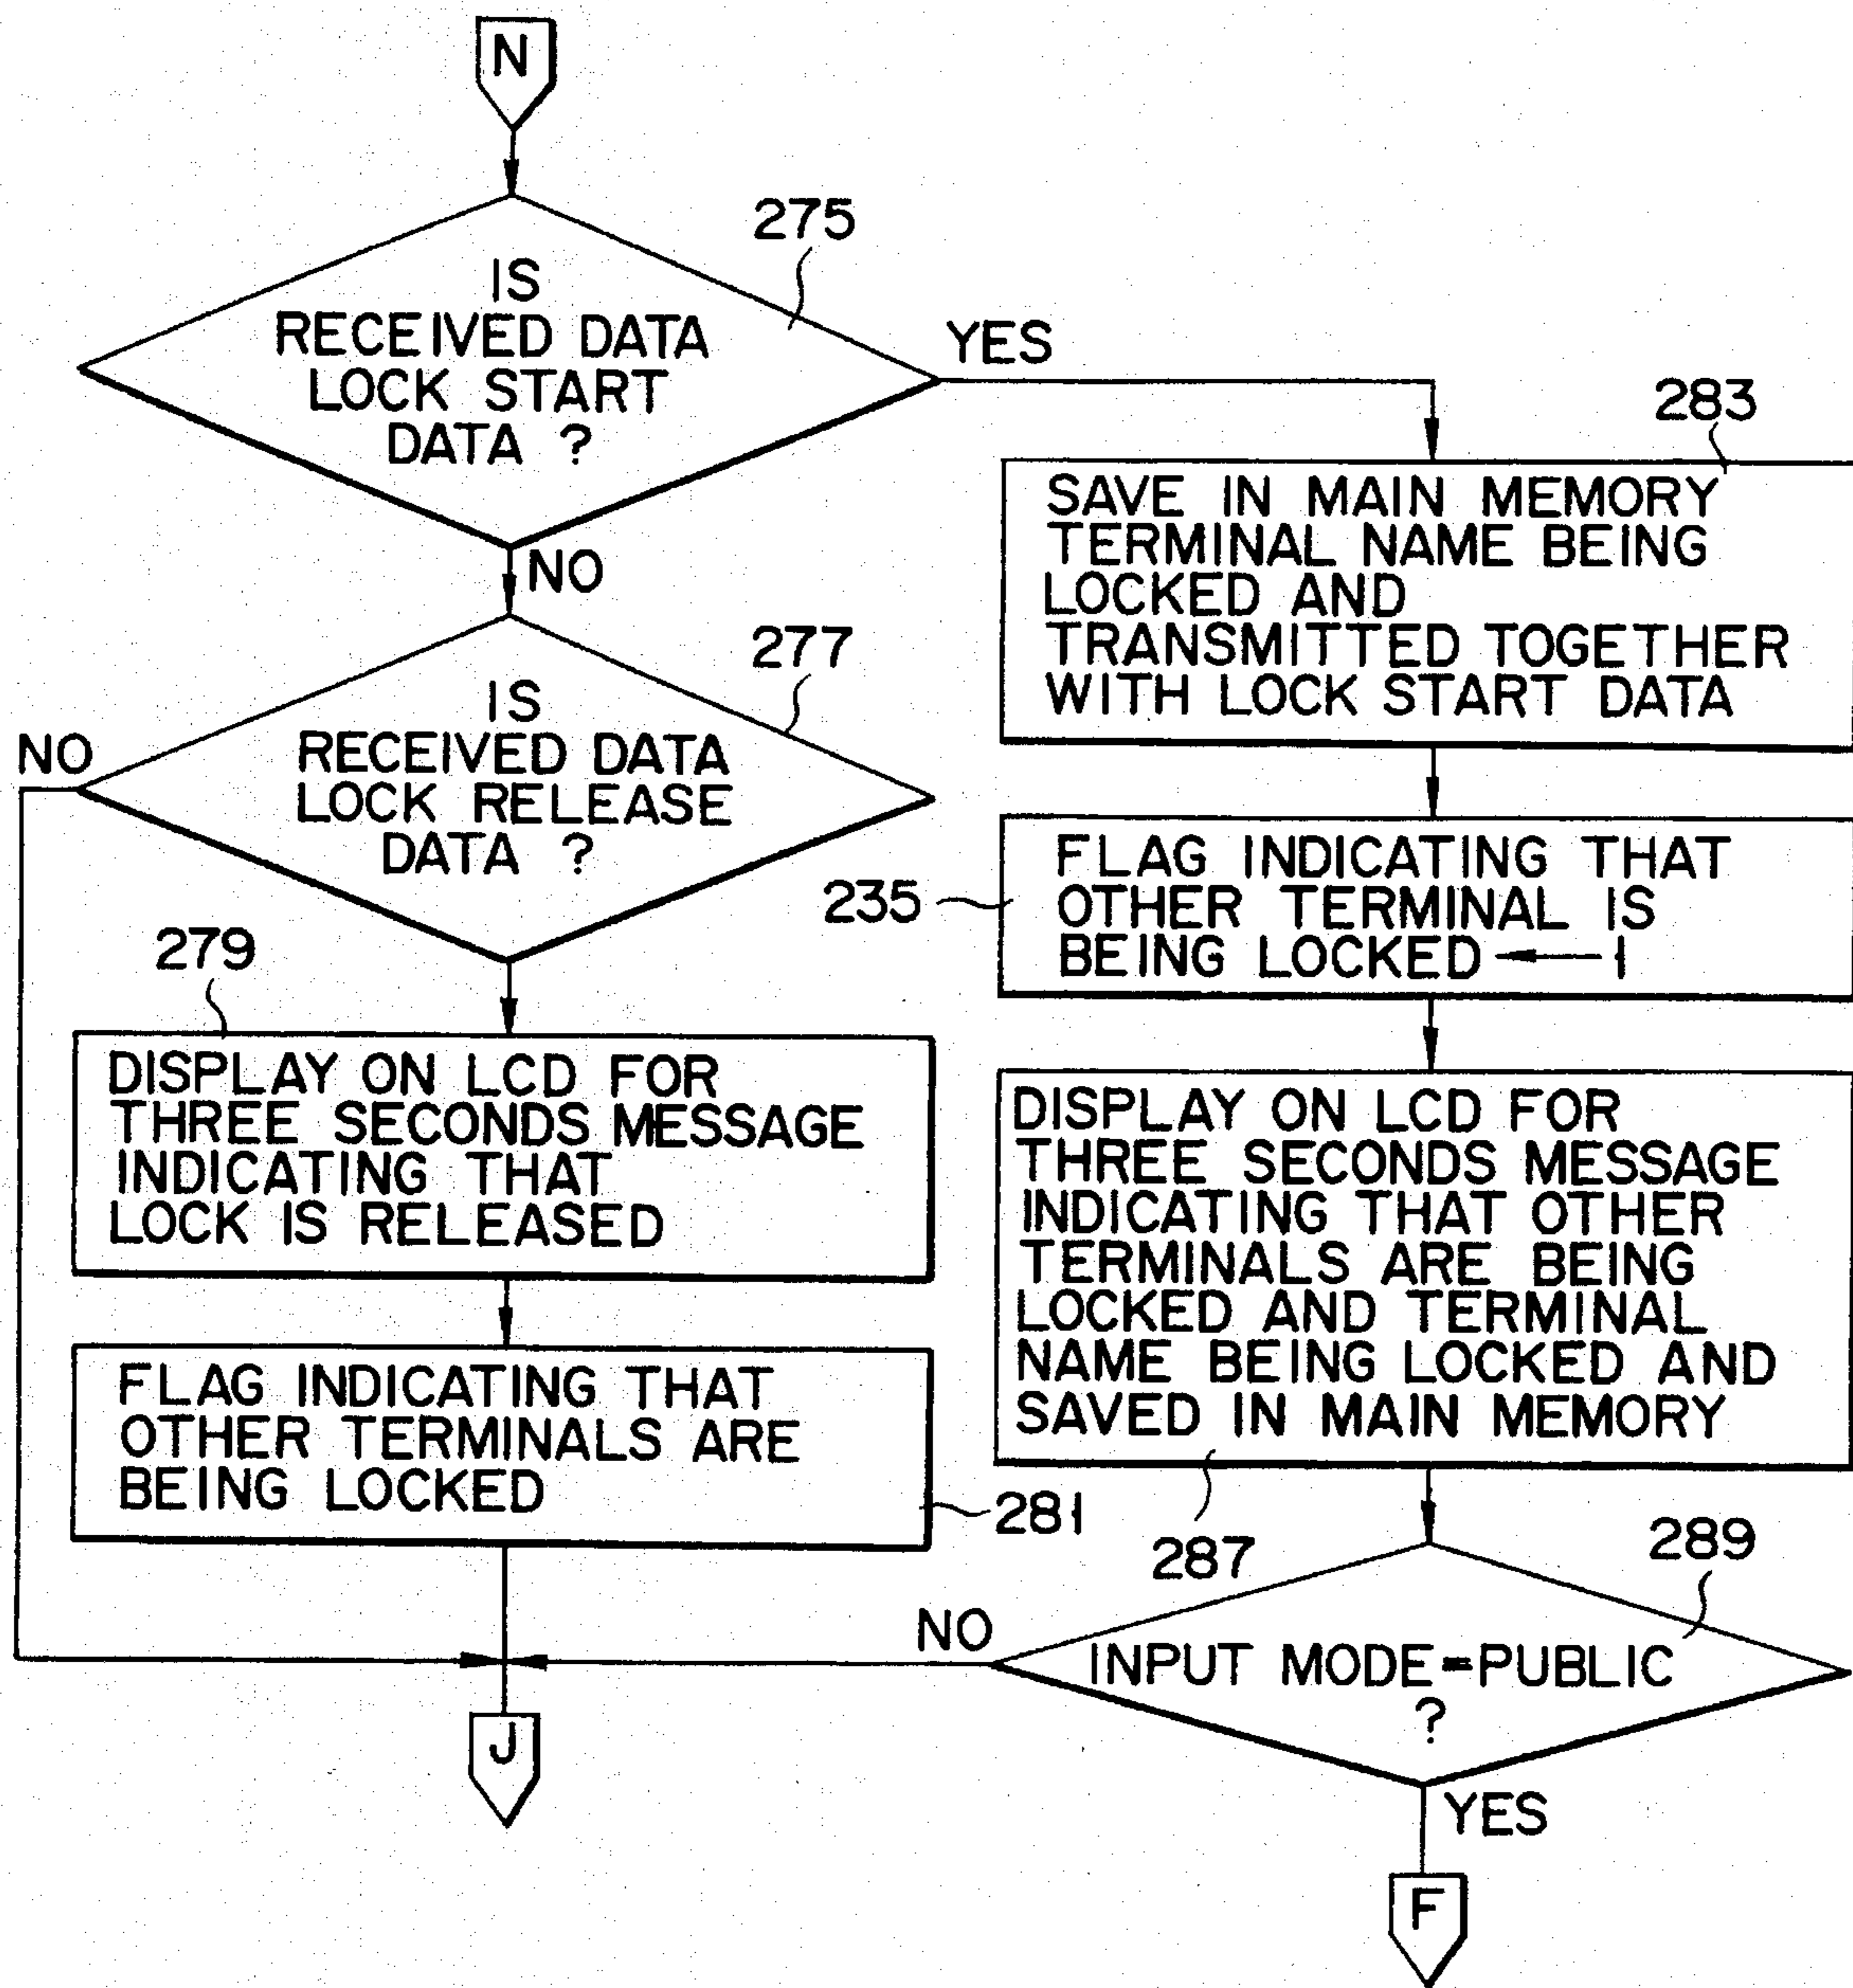 N
275
IS
RECEIVED DATA
LOCK START
DATA ?
YES
NO
283
SAVE IN MAIN MEMORY
TERMINAL NAME BEING
LOCKED AND
TRANSMITTED TOGETHER
WITH LOCK START DATA
277
IS
RECEIVED DATA
LOCK RELEASE
DATA ?
NO
235
FLAG INDICATING THAT
OTHER TERMINAL IS
BEING LOCKED ← 1
279
DISPLAY ON LCD FOR
THREE SECONDS MESSAGE
INDICATING THAT
LOCK IS RELEASED
DISPLAY ON LCD FOR
THREE SECONDS MESSAGE
INDICATING THAT OTHER
TERMINALS ARE BEING
LOCKED AND TERMINAL
NAME BEING LOCKED AND
SAVED IN MAIN MEMORY
287
FLAG INDICATING THAT
OTHER TERMINALS ARE
BEING LOCKED
281
289
INPUT MODE=PUBLIC
?
NO
YES
J
F